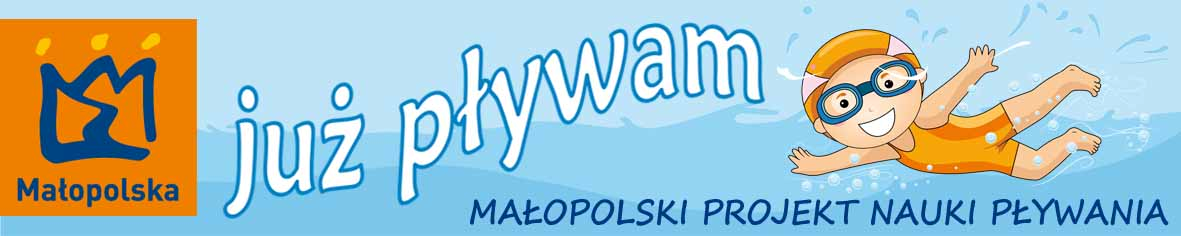 Małopolska
już pływam
MAŁOPOLSKI PROJEKT NAUKI PŁYWANIA